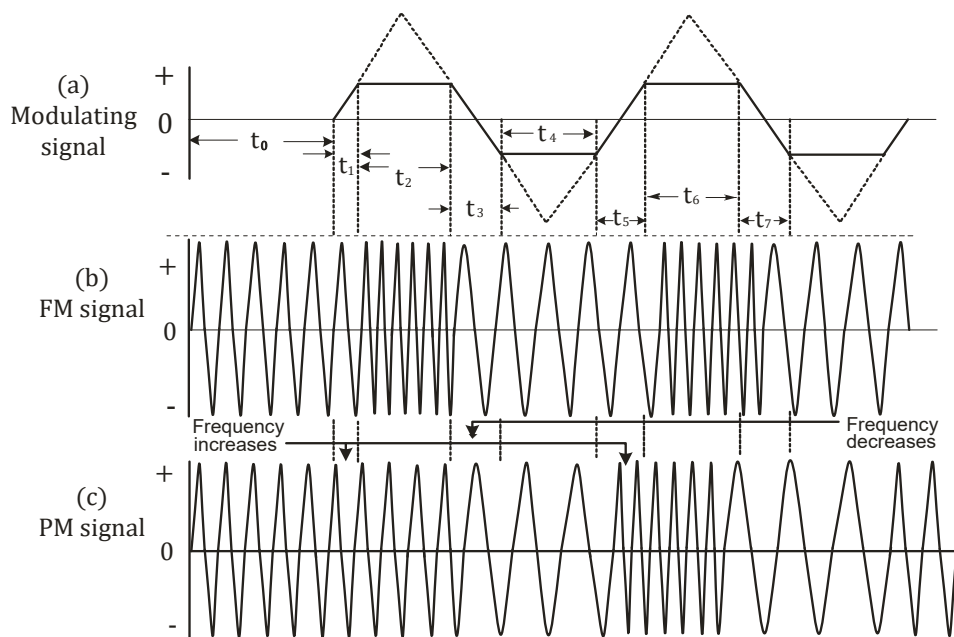 (a)
Modulating
signal
+
0
-
t₀
t₁
t₂
t₃
t₄
t₅
t₆
t₇
(b)
FM signal
+
0
-
Frequency
increases
Frequency
decreases
(c)
PM signal
+
0
-